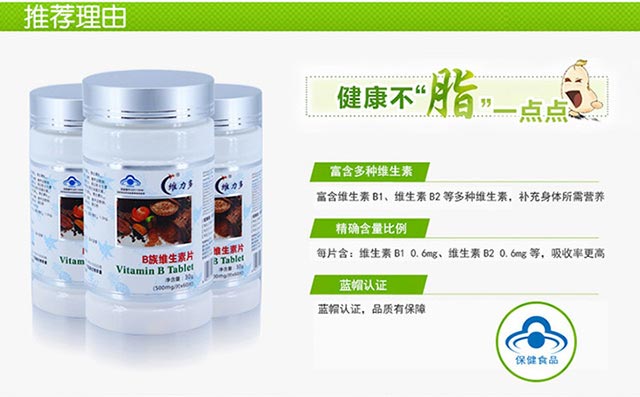 推荐理由
健康不“脂”一点点
富含多种维生素
富含维生素 B1、维生素 B2 等多种维生素，补充身体所需营养
精确含量比例
每片含：维生素 B1 0.6mg、维生素 B2 0.6mg 等，吸收率更高
蓝帽认证
蓝帽认证，品质有保障
保健食品
维力多
B族维生素片
Vitamin B Tablet
净含量：30g
(500mg/片x60片)